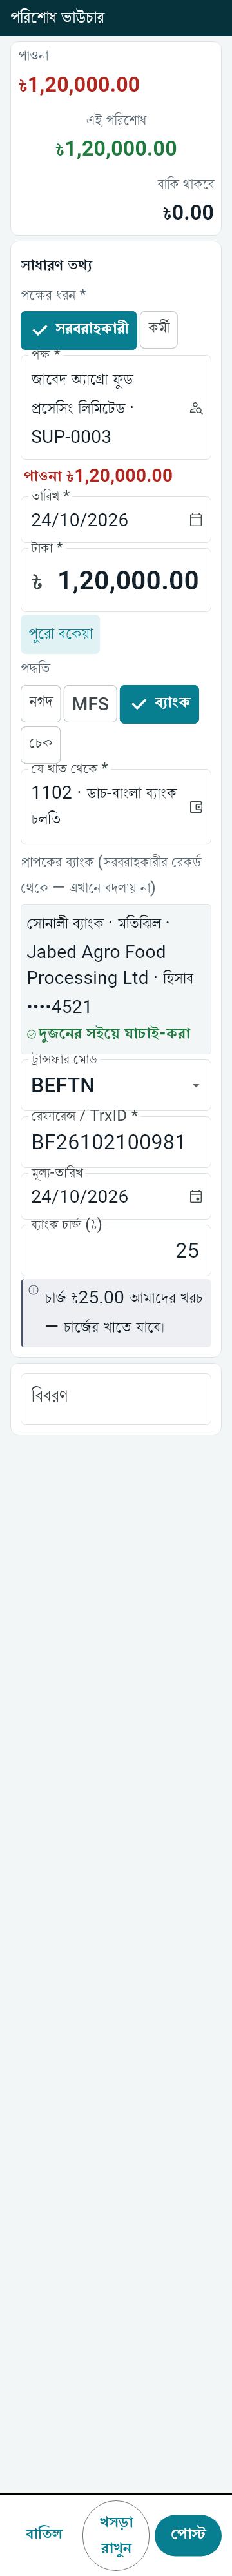 পরিশোধ ভাউচার
পাওনা
৳1,20,000.00
এই পরিশোধ
৳1,20,000.00
বাকি থাকবে
৳0.00
সাধারণ তথ্য
পক্ষের ধরন *
সরবরাহকারী
কর্মী
পক্ষ *
জাবেদ অ্যাগ্রো ফুড
প্রসেসিং লিমিটেড ·
SUP-0003
পাওনা ৳1,20,000.00
তারিখ *
24/10/2026
টাকা *
৳ 1,20,000.00
পুরো বকেয়া
পদ্ধতি
নগদ
MFS
ব্যাংক
চেক
যে খাত থেকে *
1102 · ডাচ-বাংলা ব্যাংক
চলতি
প্রাপকের ব্যাংক (সরবরাহকারীর রেকর্ড
থেকে — এখানে বদলায় না)
সোনালী ব্যাংক · মতিঝিল ·
Jabed Agro Food
Processing Ltd · হিসাব
••••4521
দুজনের সইয়ে যাচাই-করা
ট্রান্সফার মোড
BEFTN
রেফারেন্স / TrxID *
BF26102100981
মূল্য-তারিখ
24/10/2026
ব্যাংক চার্জ (৳)
25
চার্জ ৳25.00 আমাদের খরচ
— চার্জের খাতে যাবে।
বিবরণ
বাতিল
খসড়া
রাখুন
পোস্ট